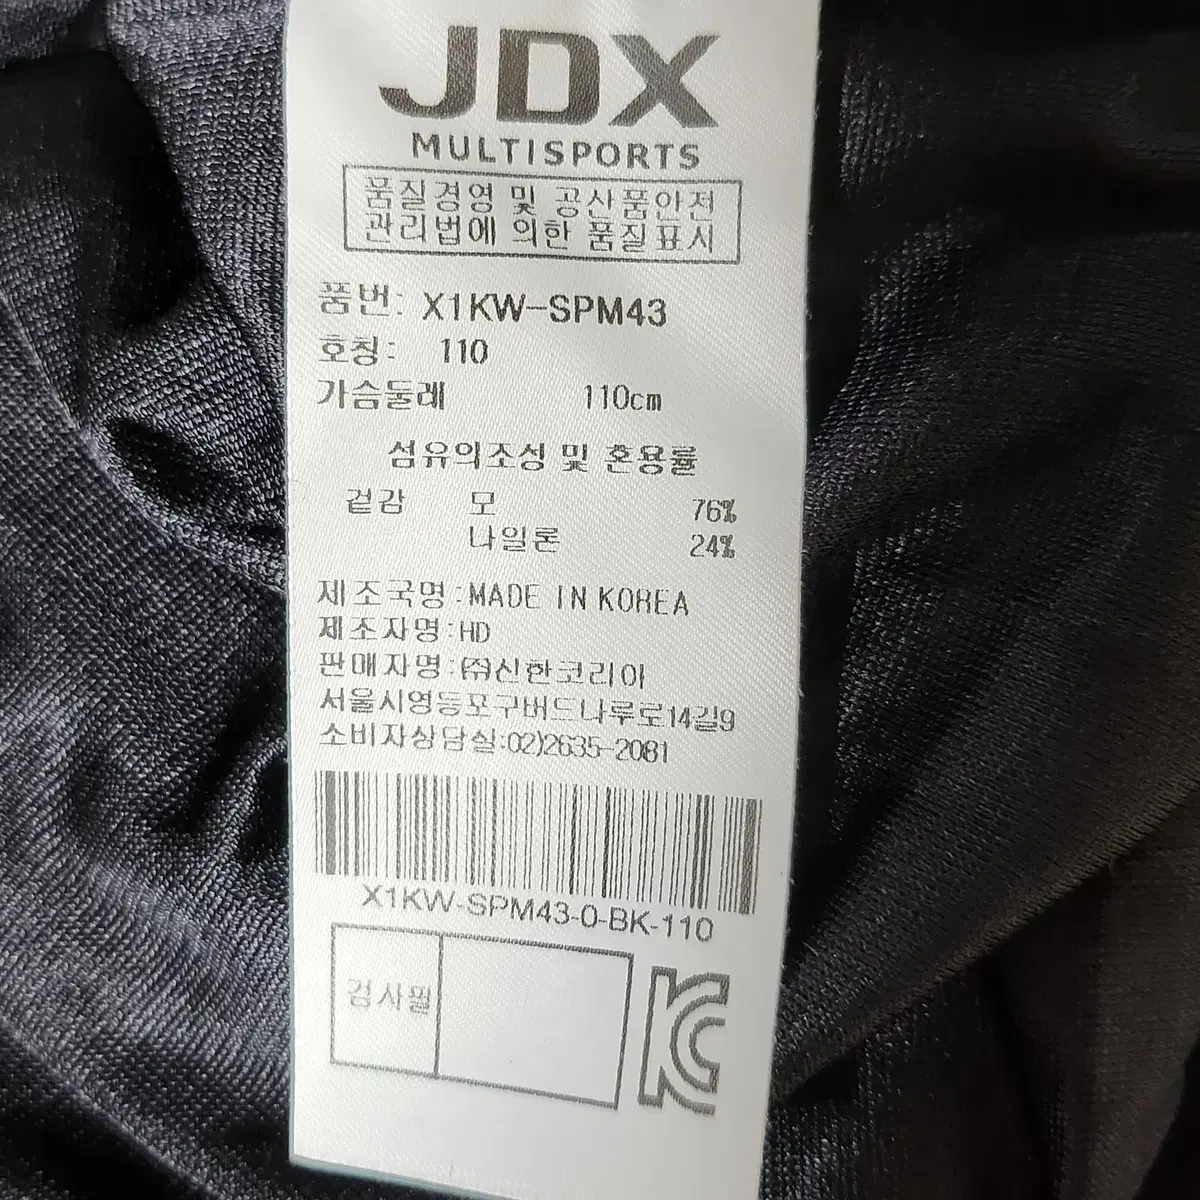 JDX
MULTISPORTS
품질경영 및 공산품안전
관리법에 의한 품질표시
품번: X1KW-SPM43
호칭: 110
가슴둘레 110cm
섬유의조성 및 혼용률
겉감 모 76%
나일론 24%
제조국명:MADE IN KOREA
제조자명:HD
판매자명:㈜신한코리아
서울시영등포구버드나루로14길9
소비자상담실:02)2635-2081
X1KW-SPM43-0-BK-110
검사필
KC